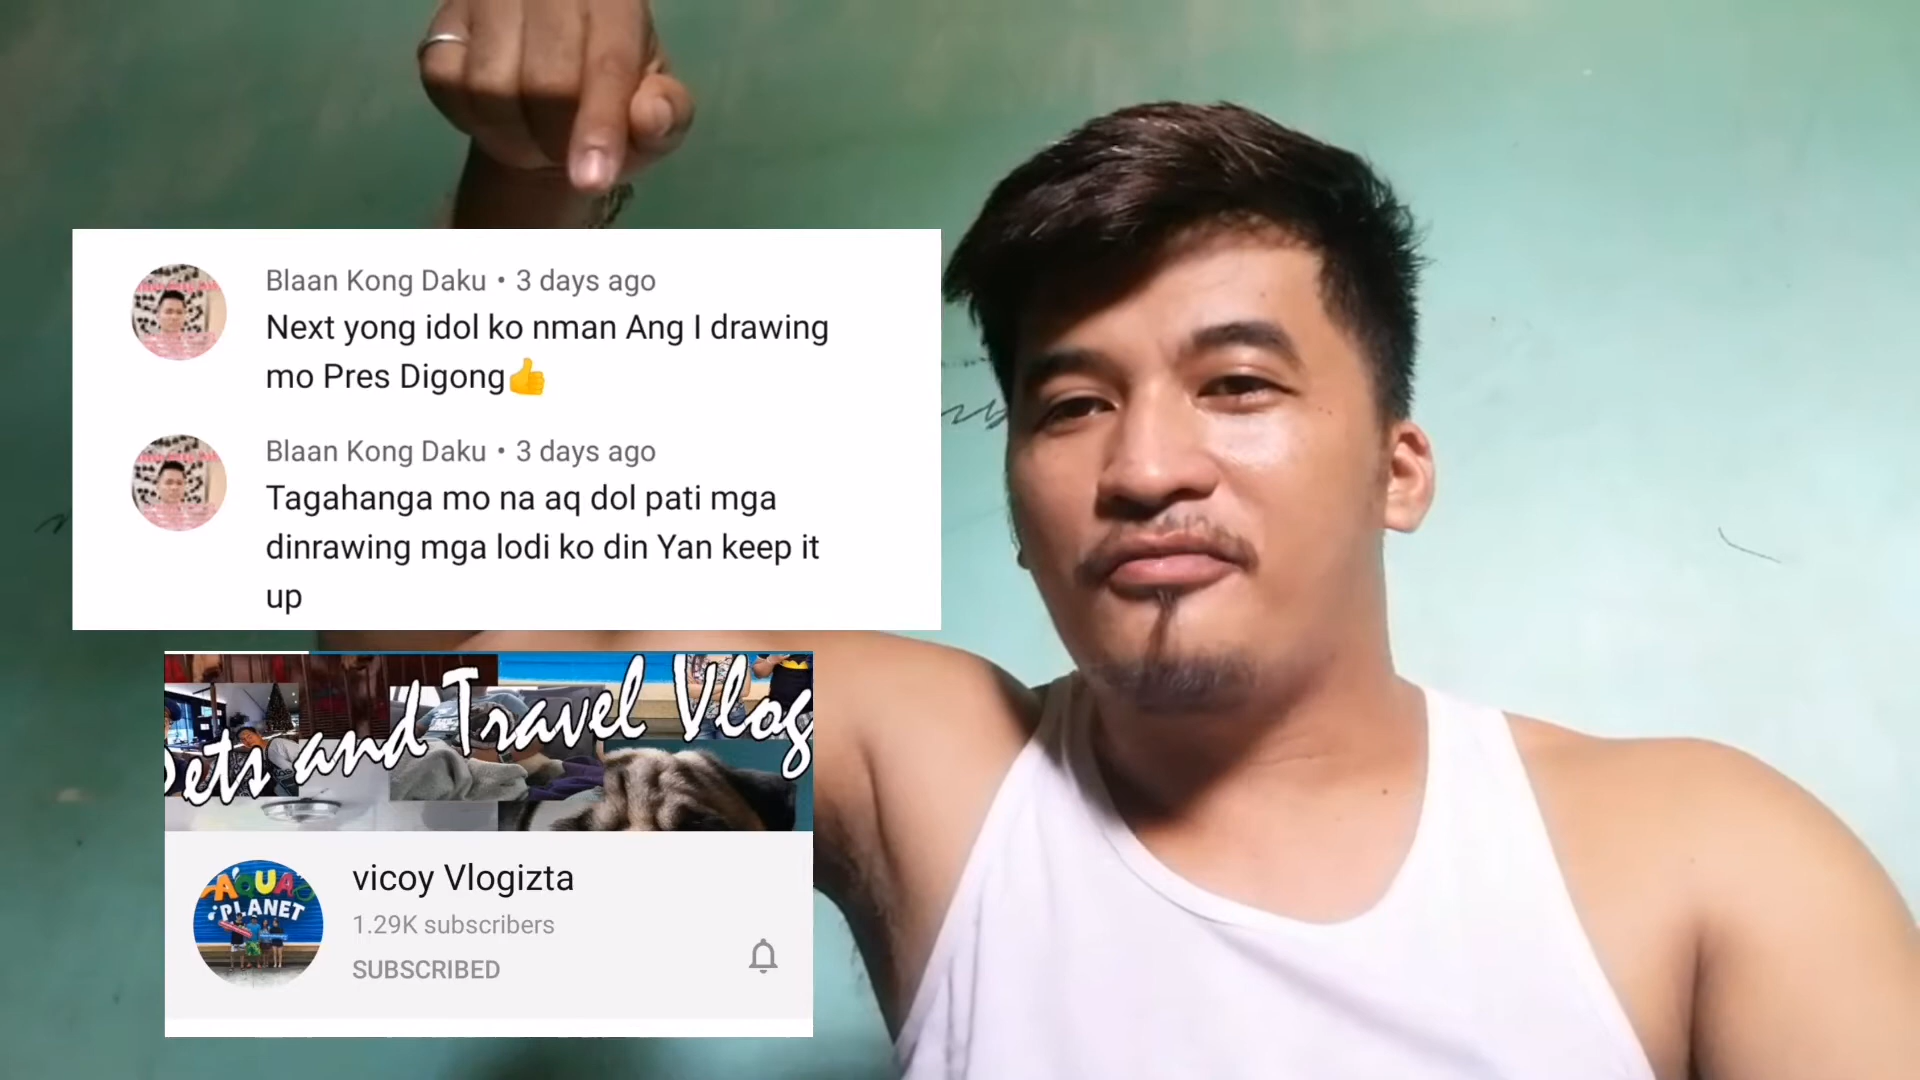 Blaan Kong Daku • 3 days ago
Next yong idol ko nman Ang I drawing
mo Pres Digong👍
Blaan Kong Daku • 3 days ago
Tagahanga mo na aq dol pati mga
dinrawing mga lodi ko din Yan keep it
up
Pets and Travel Vlog
AQUA
PLANET
vicoy Vlogizta
1.29K subscribers
SUBSCRIBED